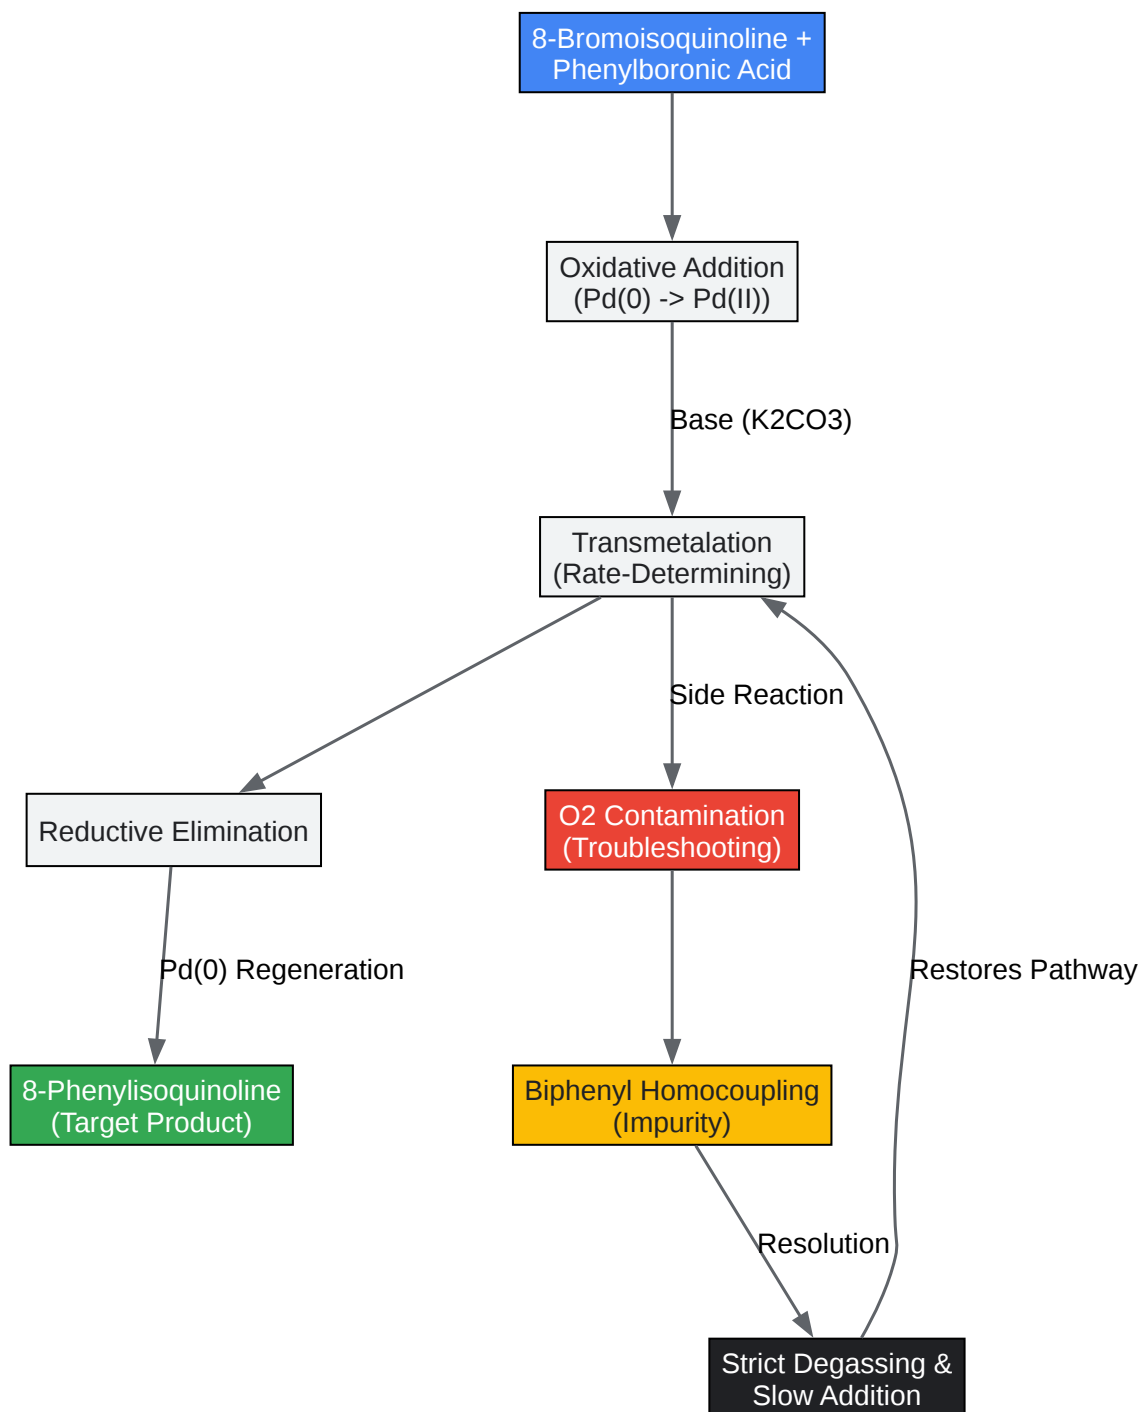 8-Bromoisoquinoline +
Phenylboronic Acid
Oxidative Addition
(Pd(0) -> Pd(II))
Base (K2CO3)
Transmetalation
(Rate-Determining)
Side Reaction
Reductive Elimination
O2 Contamination
(Troubleshooting)
Pd(0) Regeneration
Restores Pathway
8-Phenylisoquinoline
(Target Product)
Biphenyl Homocoupling
(Impurity)
Resolution
Strict Degassing &
Slow Addition